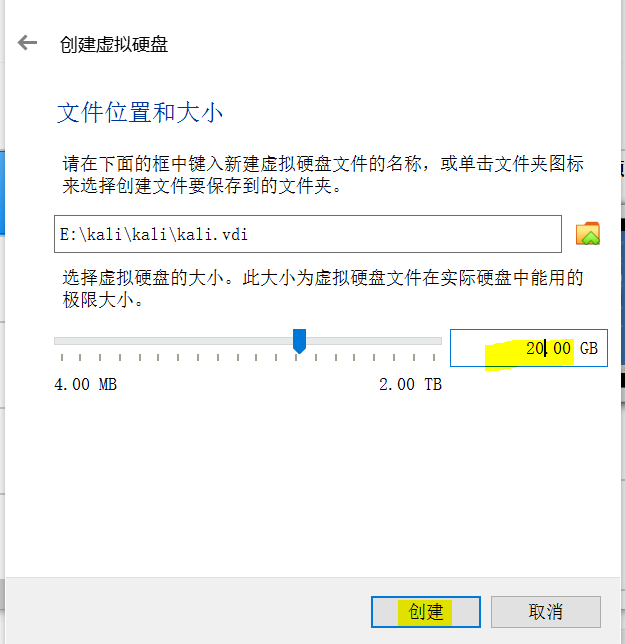 创建虚拟硬盘
文件位置和大小
请在下面的框中键入新建虚拟硬盘文件的名称，或单击文件夹图标
来选择创建文件要保存到的文件夹。
E:\kali\kali\kali.vdi
选择虚拟硬盘的大小。此大小为虚拟硬盘文件在实际硬盘中能用的
极限大小。
20.00 GB
4.00 MB
2.00 TB
创建
取消